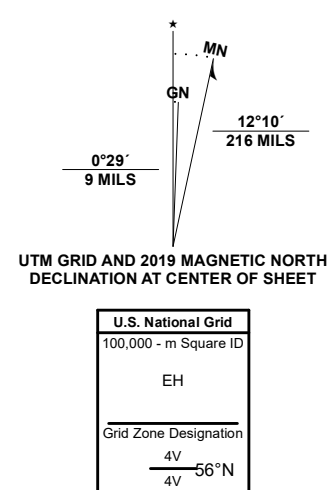 ★
MN
GN
12°10´
216 MILS
0°29´
9 MILS
UTM GRID AND 2019 MAGNETIC NORTH
DECLINATION AT CENTER OF SHEET
U.S. National Grid
100,000 - m Square ID
EH
Grid Zone Designation
4V
56°N
4V